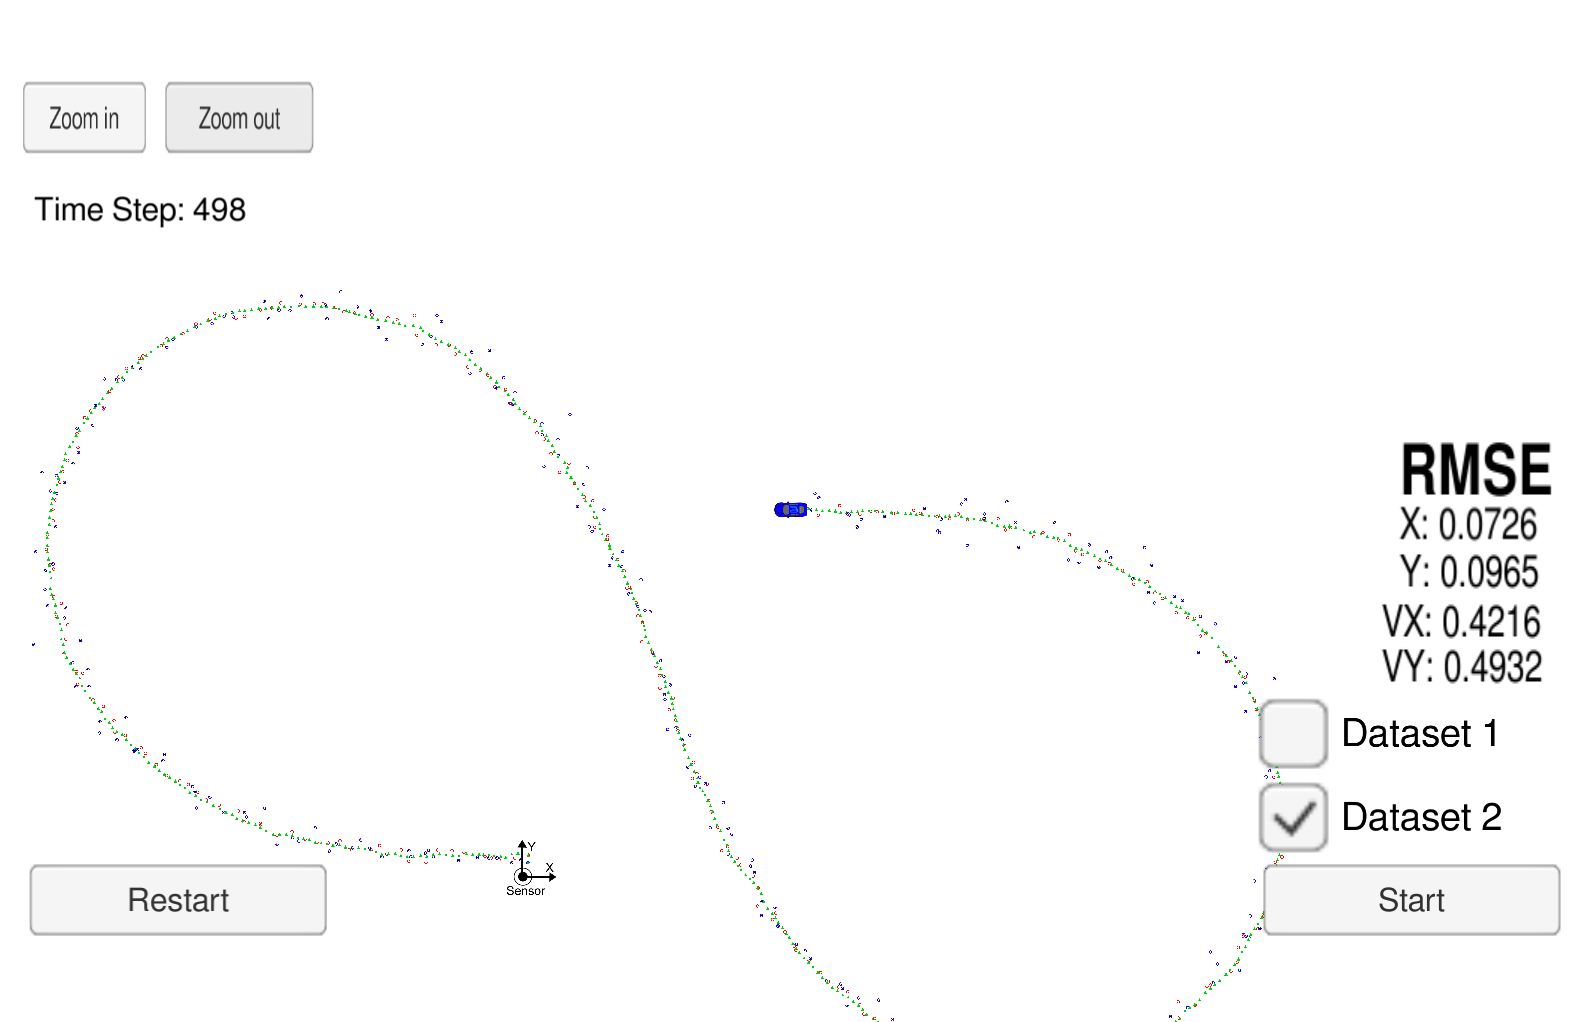 Zoom in
Zoom out
Time Step: 498
RMSE
X: 0.0726
Y: 0.0965
VX: 0.4216
VY: 0.4932
Dataset 1
Dataset 2
Y
X
Sensor
Restart
Start